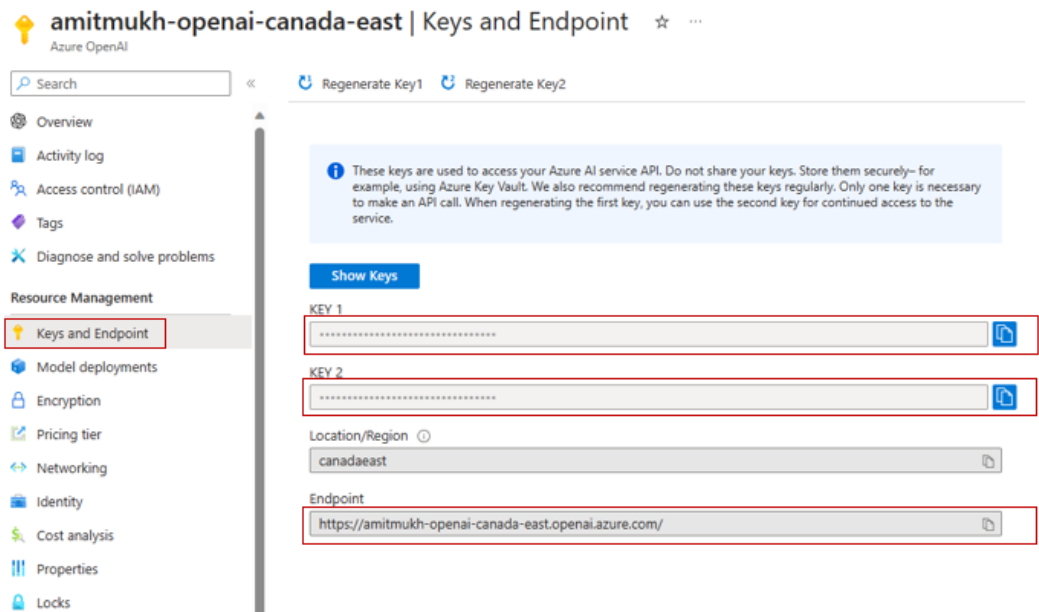 amitmukh-openai-canada-east | Keys and Endpoint
Azure OpenAI
Search
Regenerate Key1
Regenerate Key2
Overview
Activity log
Access control (IAM)
Tags
Diagnose and solve problems
Resource Management
Keys and Endpoint
Model deployments
Encryption
Pricing tier
Networking
Identity
Cost analysis
Properties
Locks
These keys are used to access your Azure AI service API. Do not share your keys. Store them securely– for
example, using Azure Key Vault. We also recommend regenerating these keys regularly. Only one key is necessary
to make an API call. When regenerating the first key, you can use the second key for continued access to the
service.
Show Keys
KEY 1
KEY 2
Location/Region
canadaeast
Endpoint
https://amitmukh-openai-canada-east.openai.azure.com/